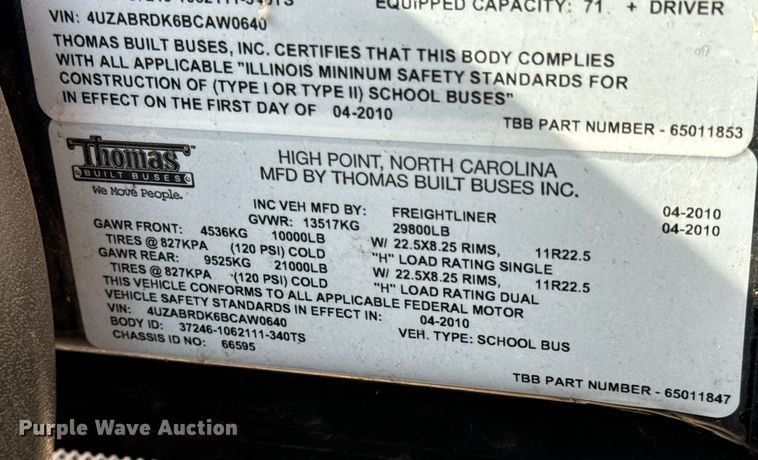 37246-1062111-340TS
EQUIPPED CAPACITY: 71 + DRIVER
VIN: 4UZABRDK6BCAW0640
THOMAS BUILT BUSES, INC. CERTIFIES THAT THIS BODY COMPLIES
WITH ALL APPLICABLE "ILLINOIS MININUM SAFETY STANDARDS FOR
CONSTRUCTION OF (TYPE I OR TYPE II) SCHOOL BUSES"
IN EFFECT ON THE FIRST DAY OF 04-2010
TBB PART NUMBER - 65011853
Thomas
BUILT BUSES
We Move People.
HIGH POINT, NORTH CAROLINA
MFD BY THOMAS BUILT BUSES INC.
INC VEH MFD BY: FREIGHTLINER 04-2010
GVWR: 13517KG 29800LB 04-2010
GAWR FRONT: 4536KG 10000LB W/ 22.5X8.25 RIMS, 11R22.5
TIRES @ 827KPA (120 PSI) COLD "H" LOAD RATING SINGLE
GAWR REAR: 9525KG 21000LB W/ 22.5X8.25 RIMS, 11R22.5
TIRES @ 827KPA (120 PSI) COLD "H" LOAD RATING DUAL
THIS VEHICLE CONFORMS TO ALL APPLICABLE FEDERAL MOTOR
VEHICLE SAFETY STANDARDS IN EFFECT IN: 04-2010
VIN: 4UZABRDK6BCAW0640
BODY ID: 37246-1062111-340TS VEH. TYPE: SCHOOL BUS
CHASSIS ID NO: 66595
TBB PART NUMBER - 65011847
Purple Wave Auction